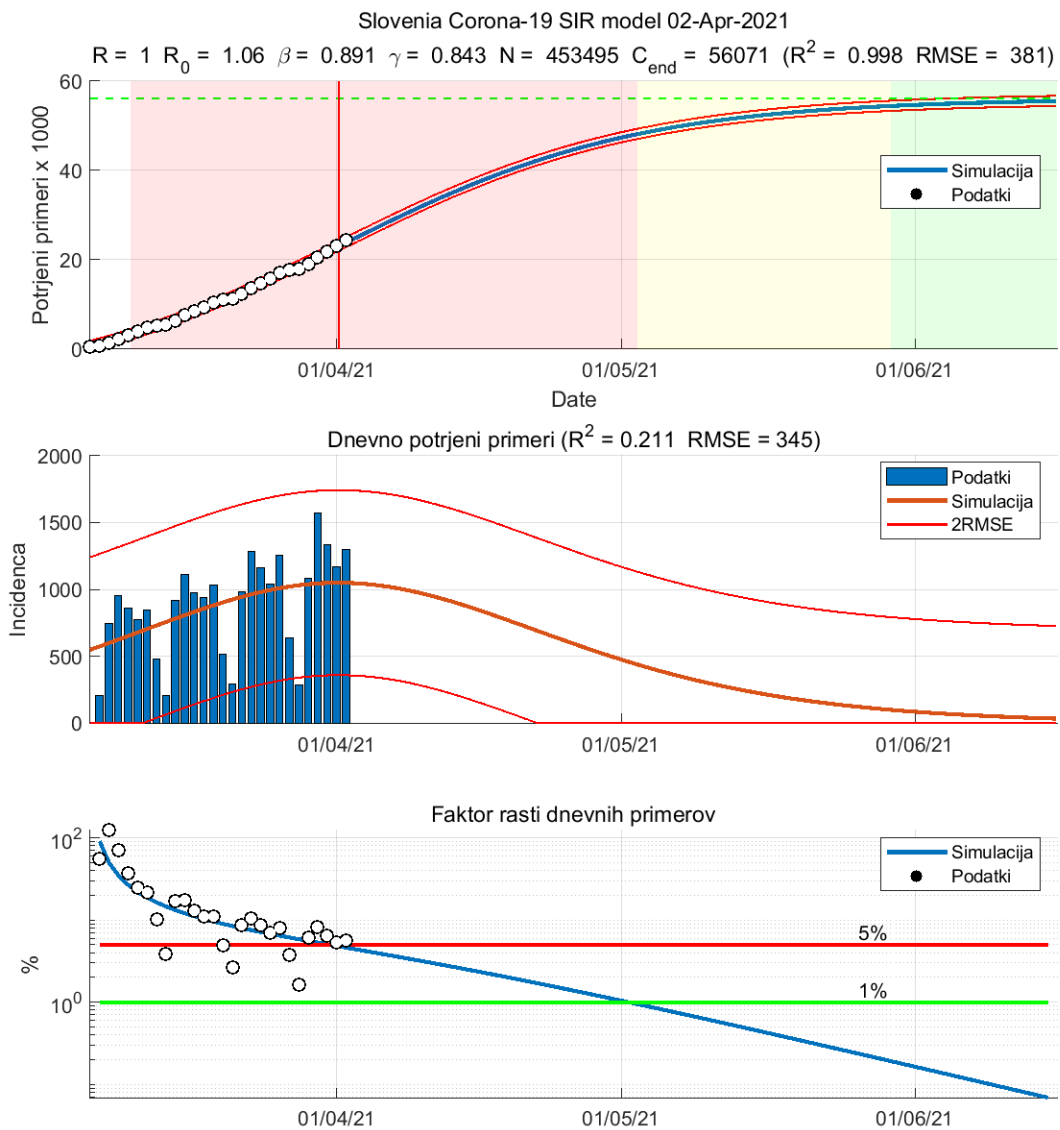 Slovenia Corona-19 SIR model 02-Apr-2021
R = 1 R0 = 1.06 β = 0.891 γ = 0.843 N = 453495 Cend = 56071 (R2 = 0.998 RMSE = 381)
60
40
20
0
Potrjeni primeri x 1000
Simulacija
Podatki
01/04/21 01/05/21 01/06/21
Date
Dnevno potrjeni primeri (R2 = 0.211 RMSE = 345)
2000
1500
1000
500
0
Incidenca
Podatki
Simulacija
2RMSE
01/04/21 01/05/21 01/06/21
Faktor rasti dnevnih primerov
102
100
%
Simulacija
Podatki
5%
1%
01/04/21 01/05/21 01/06/21